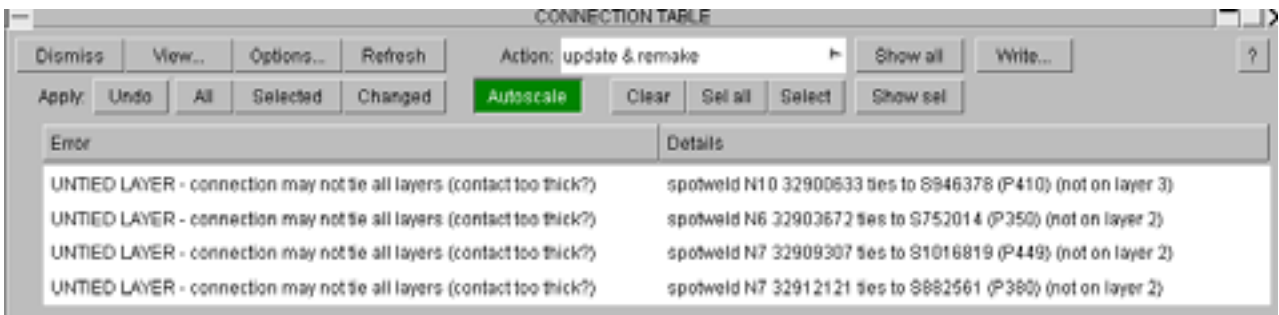 CONNECTION TABLE
Dismiss View... Options... Refresh Action: update & remake Show all Write... ?
Apply: Undo All Selected Changed Autoscale Clear Sel all Select Show sel
Error Details
UNTIED LAYER - connection may not tie all layers (contact too thick?) spotweld N10 32900633 ties to S946378 (P410) (not on layer 3)
UNTIED LAYER - connection may not tie all layers (contact too thick?) spotweld N6 32903672 ties to S752014 (P350) (not on layer 2)
UNTIED LAYER - connection may not tie all layers (contact too thick?) spotweld N7 32909307 ties to S1016819 (P449) (not on layer 2)
UNTIED LAYER - connection may not tie all layers (contact too thick?) spotweld N7 32912121 ties to S882561 (P380) (not on layer 2)